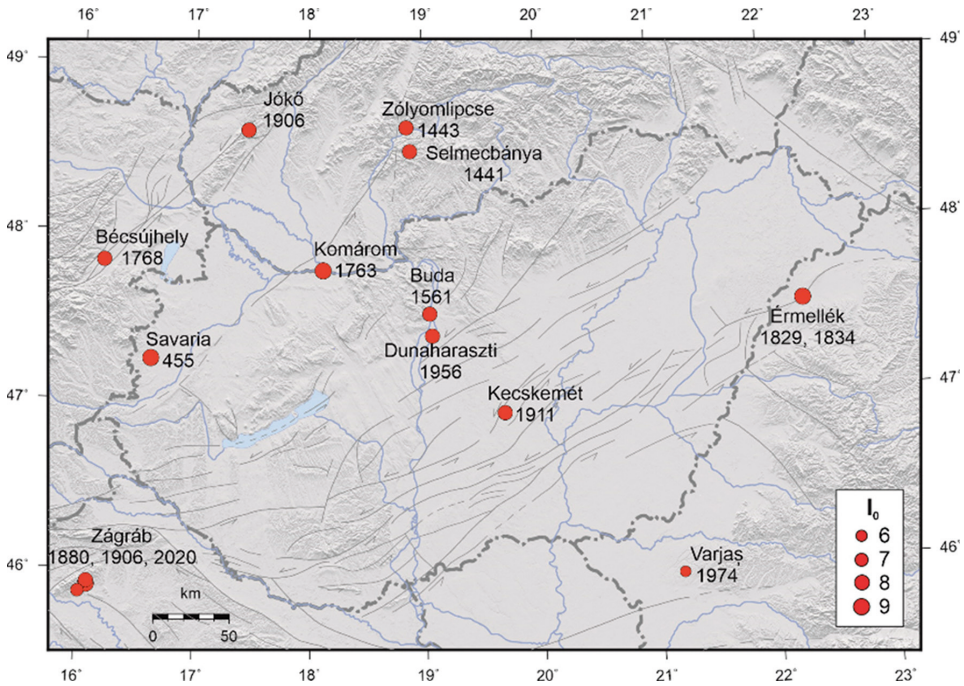 16° 17° 18° 19° 20° 21° 22° 23°
49° 49°
Jókő
1906
Zólyomlipcse
1443
Selmecbánya
1441
48° 48°
Bécsújhely
1768
Komárom
1763
Buda
1561
Érmellék
1829, 1834
Savaria
455
Dunaharaszti
1956
47° 47°
Kecskemét
1911
I₀
6
7
8
9
Zágráb
1880, 1906, 2020
46° 46°
Varjaş
1974
km
0 50
16° 17° 18° 19° 20° 21° 22° 23°